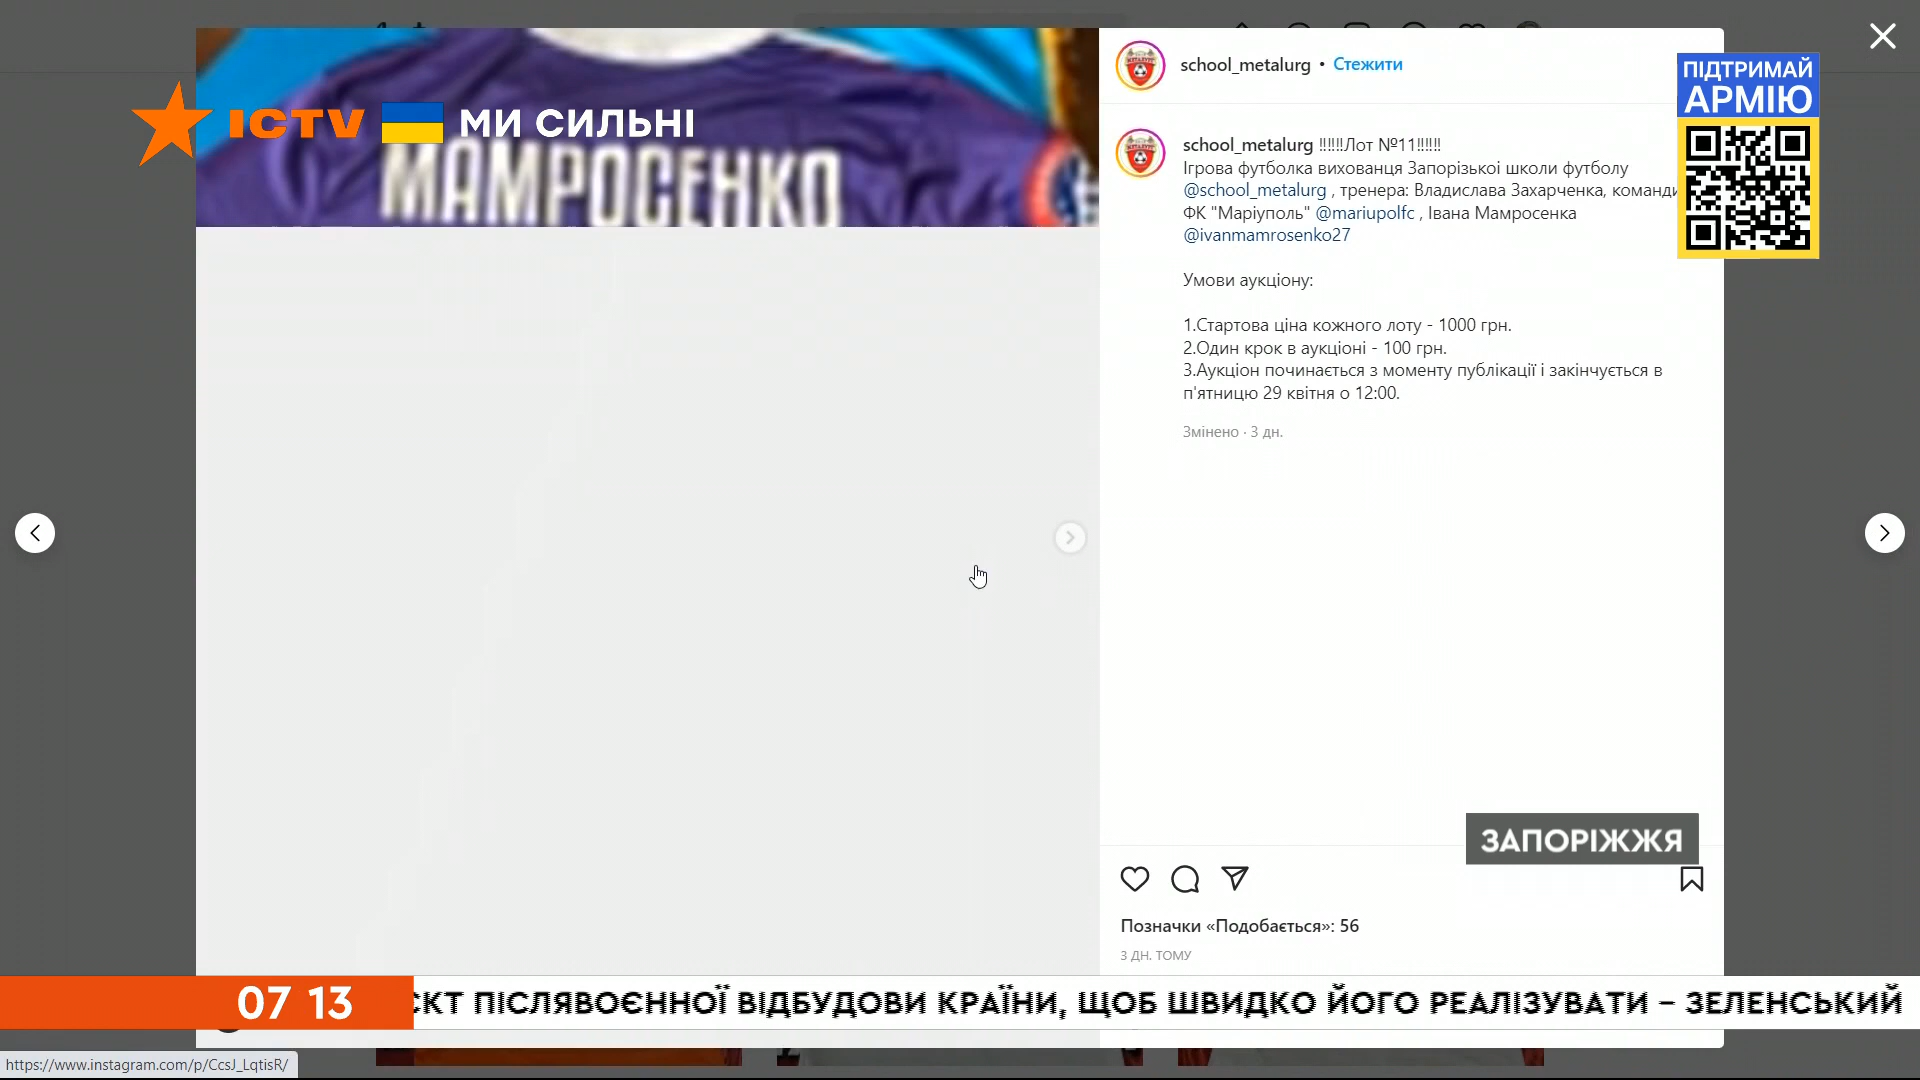 ICTV МИ СИЛЬНІ
МАМРОСЕНКО
school_metalurg • Стежити
ПІДТРИМАЙ
АРМІЮ
school_metalurg !!!!!!Лот №11!!!!!!
Ігрова футболка вихованця Запорізької школи футболу
@school_metalurg , тренера: Владислава Захарченка, команди
ФК "Маріуполь" @mariupolfc , Івана Мамросенка
@ivanmamrosenko27
Умови аукціону:
1.Стартова ціна кожного лоту - 1000 грн.
2.Один крок в аукціоні - 100 грн.
3.Аукціон починається з моменту публікації і закінчується в
п'ятницю 29 квітня о 12:00.
Змінено · 3 дн.
ЗАПОРІЖЖЯ
Позначки «Подобається»: 56
3 ДН. ТОМУ
07 13
ПІСЛЯВОЄННОЇ ВІДБУДОВИ КРАЇНИ, ЩОБ ШВИДКО ЙОГО РЕАЛІЗУВАТИ – ЗЕЛЕНСЬКИЙ
https://www.instagram.com/p/CcsJ_LqtisR/